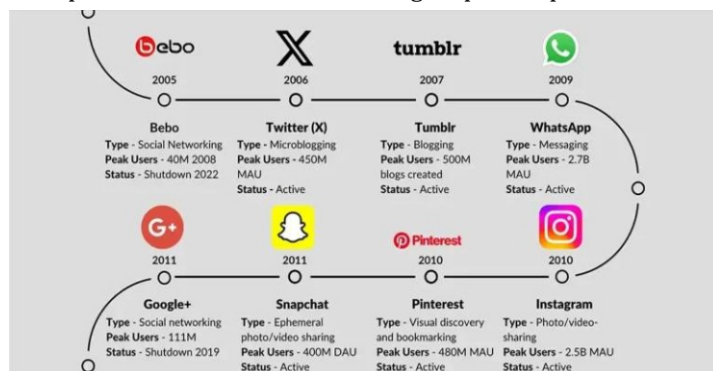 bebo
tumblr
2005
2006
2007
2009
Bebo
Type - Social Networking
Peak Users - 40M 2008
Status - Shutdown 2022
Twitter (X)
Type - Microblogging
Peak Users - 450M
MAU
Status - Active
Tumblr
Type - Blogging
Peak Users - 500M
blogs created
Status - Active
WhatsApp
Type - Messaging
Peak Users - 2.7B
MAU
Status - Active
G+
Pinterest
2011
2011
2010
2010
Google+
Type - Social networking
Peak Users - 111M
Status - Shutdown 2019
Snapchat
Type - Ephemeral
photo/video sharing
Peak Users - 400M DAU
Status - Active
Pinterest
Type - Visual discovery
and bookmarking
Peak Users - 480M MAU
Status - Active
Instagram
Type - Photo/video-
sharing
Peak Users - 2.5B MAU
Status - Active